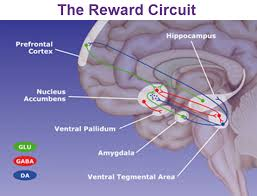 The Reward Circuit
Hippocampus
Prefrontal
Cortex
Nucleus
Accumbens
Ventral Pallidum
Amygdala
Ventral Tegmental Area
GLU
GABA
DA